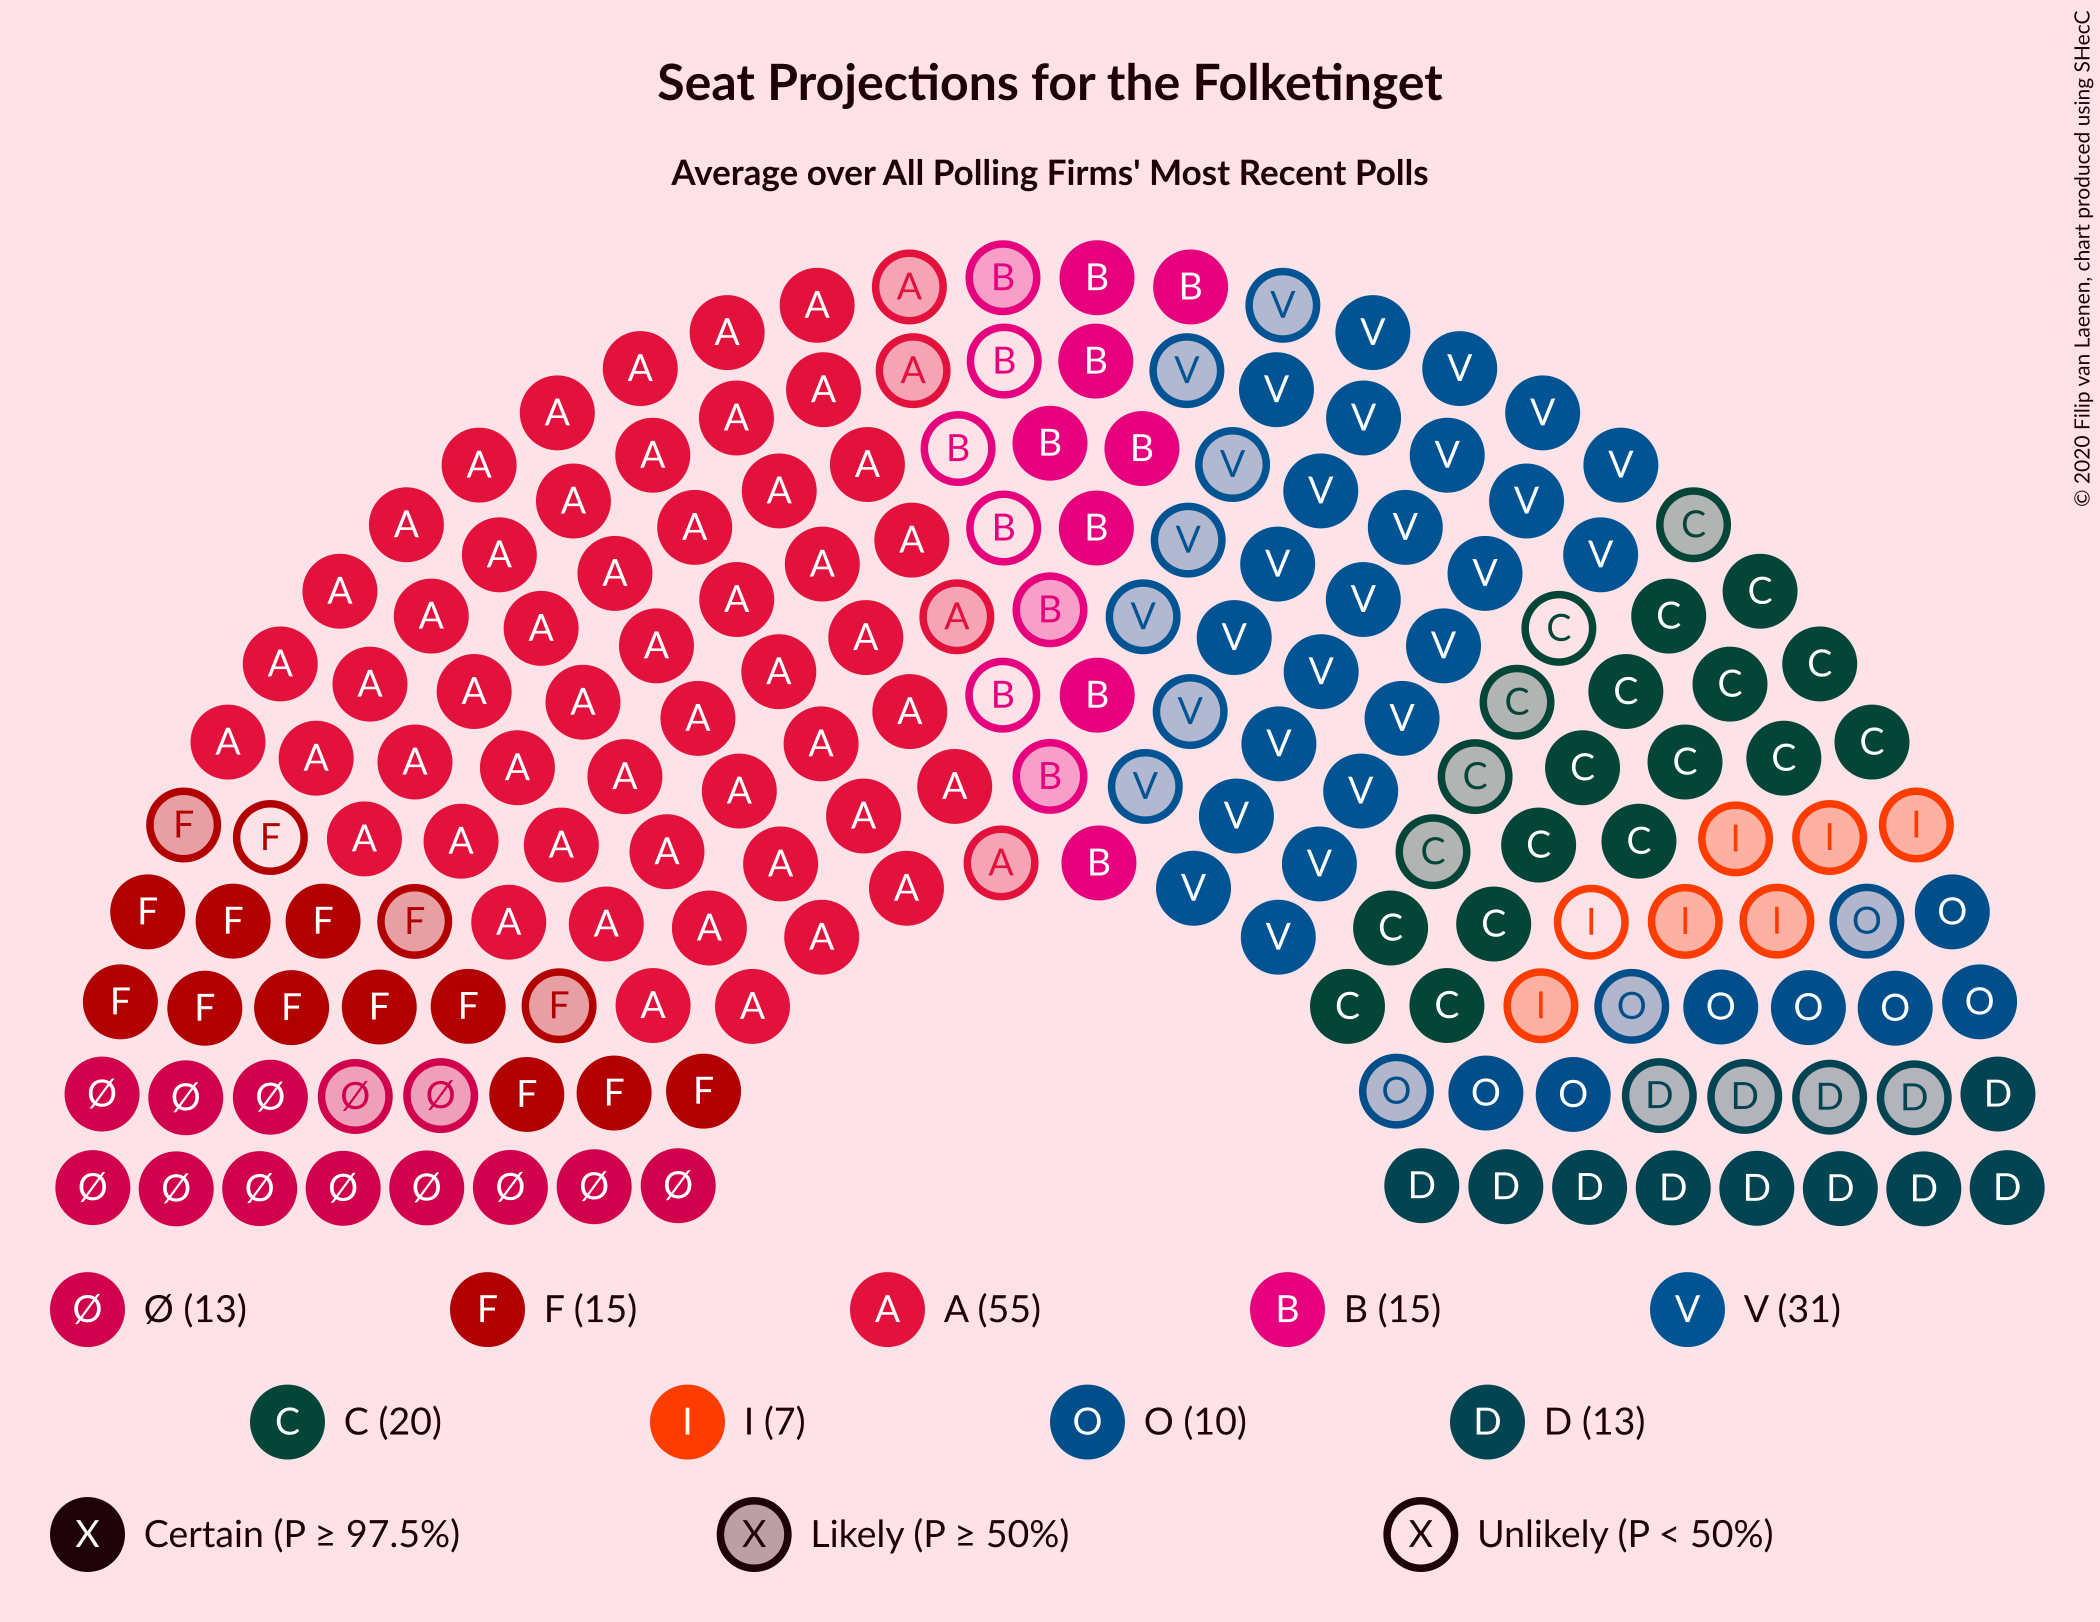 Seat Projections for the Folketinget
Average over All Polling Firms' Most Recent Polls
© 2020 Filip van Laenen, chart produced using SHecC
A A B B B V
A A A A B B V V V V
A A A A A B B B V V V V V
A A A A A B B V V V V C
A A A A A V V V V C
A A A A A A B V V V C C C
A A A A A A B B V V V C C C
A A A A A A A A B V V V C C C C C
F F A A A A A A A B V V C C C I I I
F F F F A A A A A V V C C I I I O O
F F F F F F A A C C I O O O O O
Ø Ø Ø Ø Ø F F F O O O D D D D D
Ø Ø Ø Ø Ø Ø Ø Ø D D D D D D D D
Ø Ø (13) F F (15) A A (55) B B (15) V V (31)
C C (20) I I (7) O O (10) D D (13)
X Certain (P ≥ 97.5%) X Likely (P ≥ 50%) X Unlikely (P < 50%)